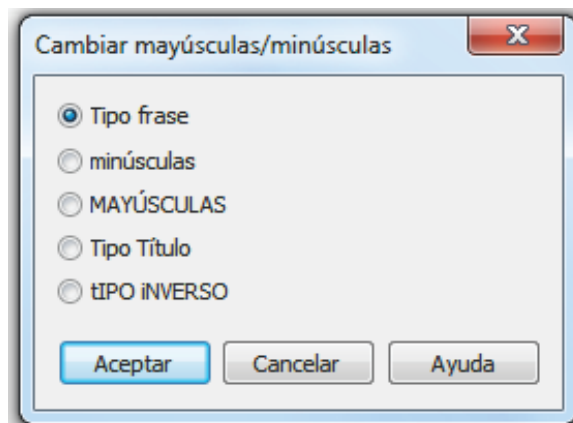 Cambiar mayúsculas/minúsculas
Tipo frase
minúsculas
MAYÚSCULAS
Tipo Título
tIPO iNVERSO
Aceptar Cancelar Ayuda